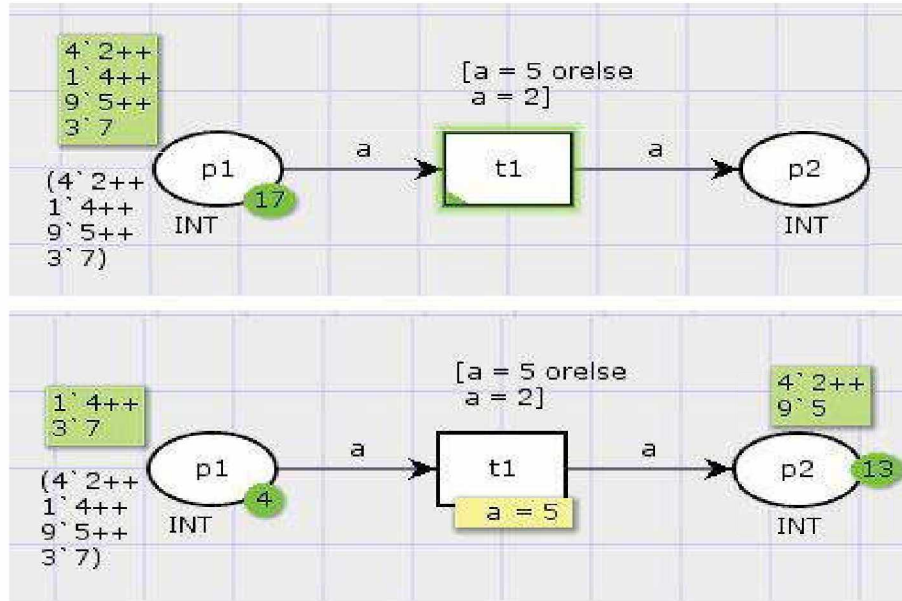 4`2++
1`4++
9`5++
3`7
[a = 5 orelse
a = 2]
p1
a
t1
a
p2
17
(4`2++
1`4++
9`5++
3`7)
INT
INT
[a = 5 orelse
a = 2]
4`2++
9`5
1`4++
3`7
p1
a
t1
a
p2
13
4
(4`2++
1`4++
9`5++
3`7)
INT
a = 5
INT